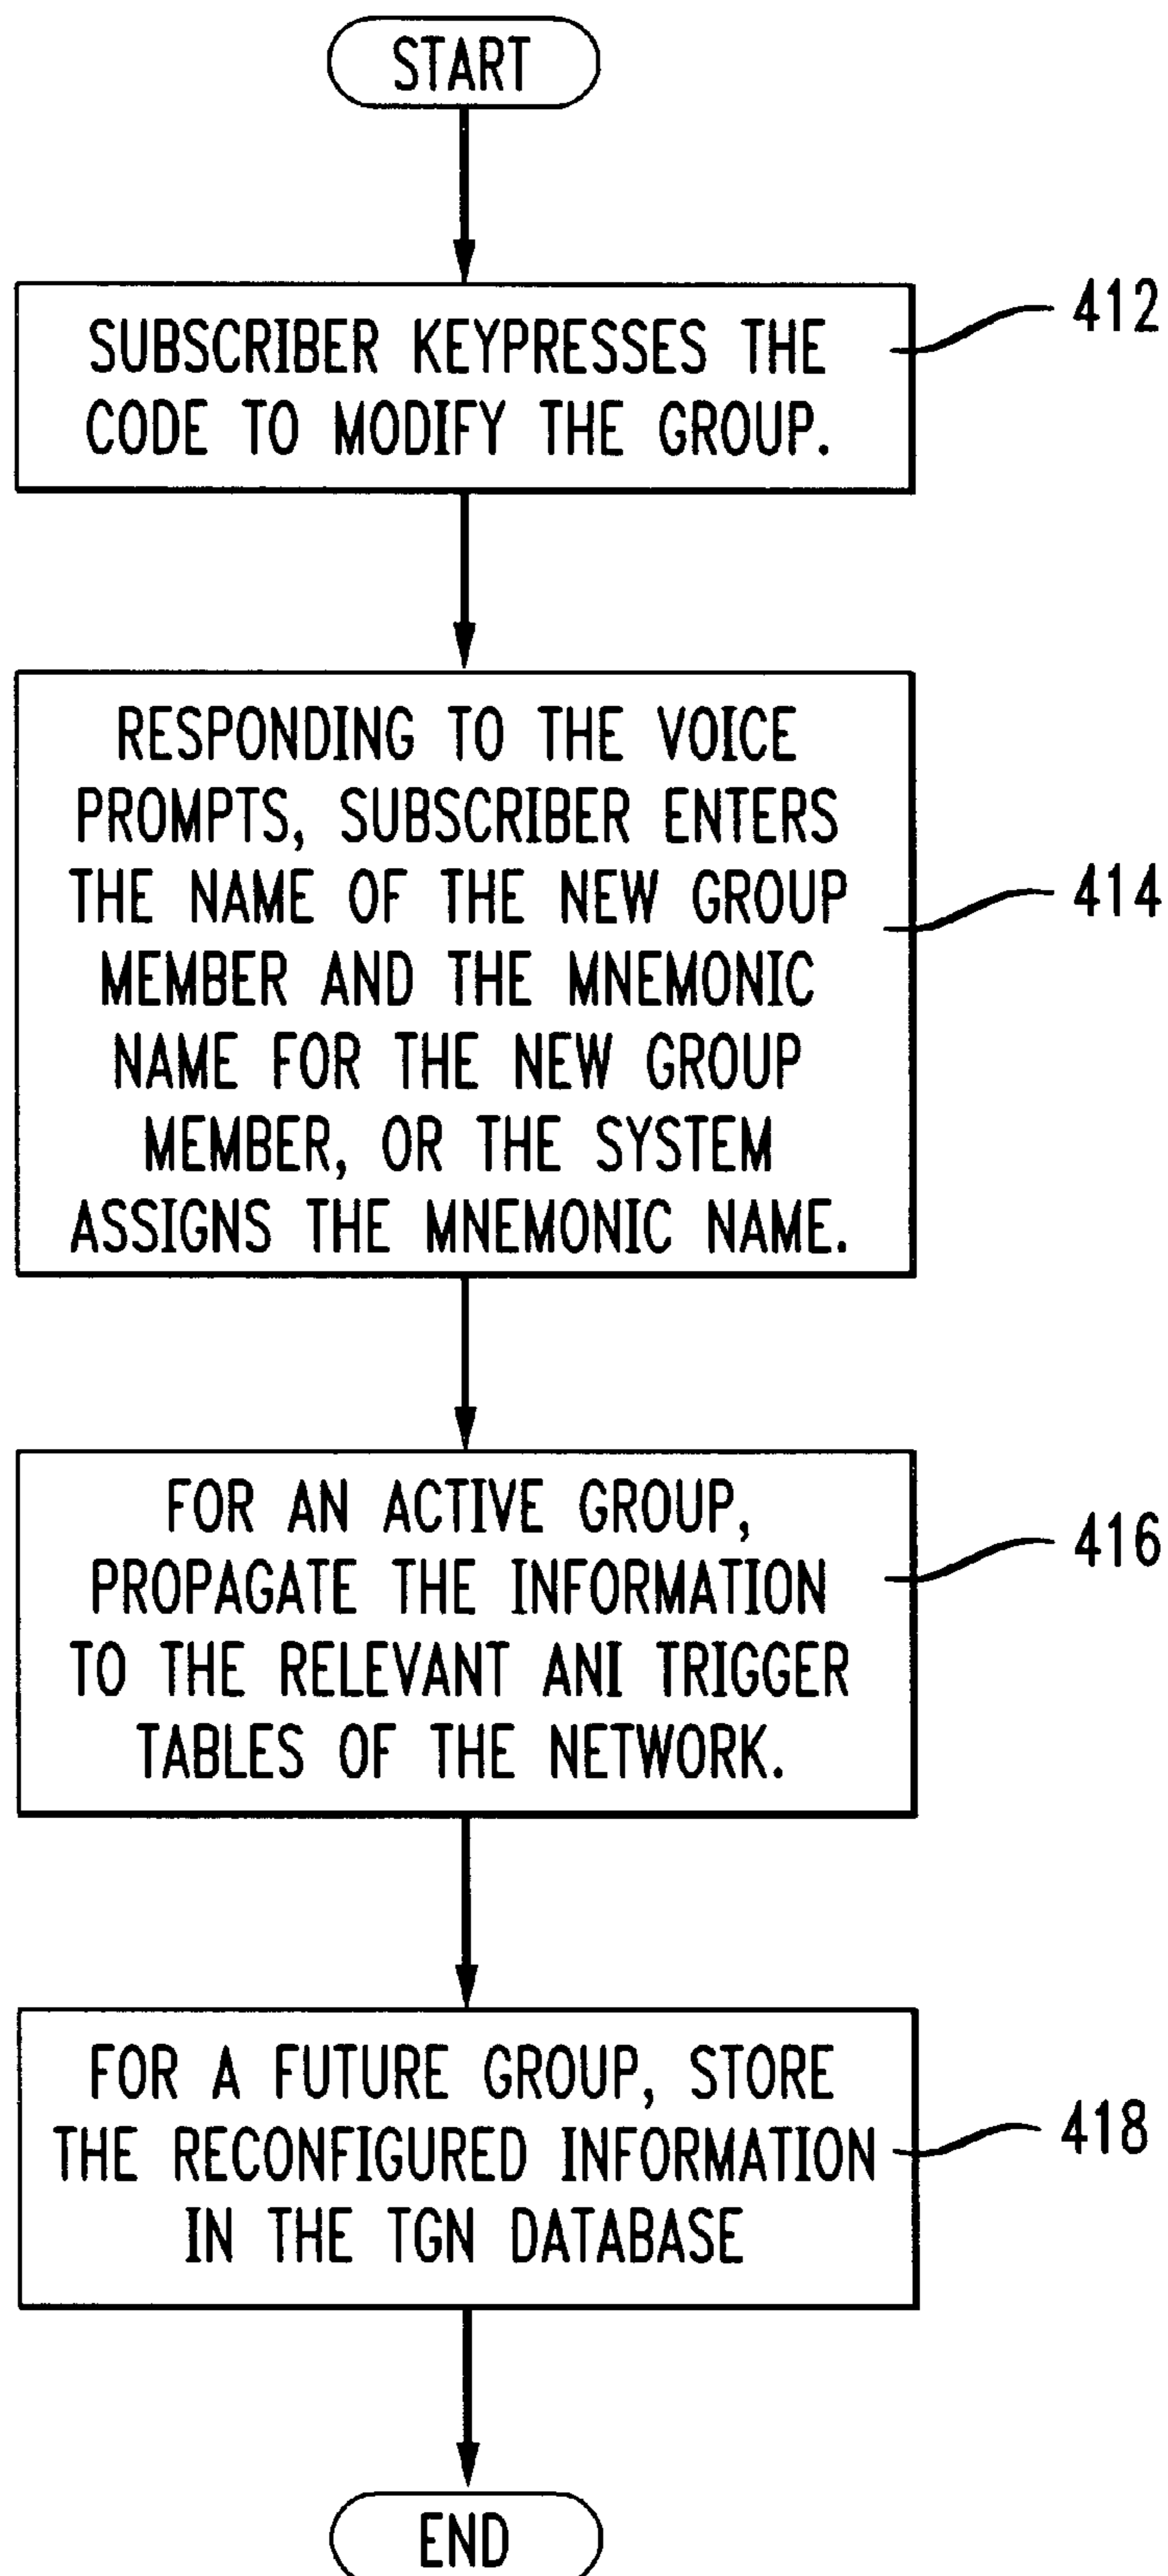 START
SUBSCRIBER KEYPRESSES THE
CODE TO MODIFY THE GROUP.
412
RESPONDING TO THE VOICE
PROMPTS, SUBSCRIBER ENTERS
THE NAME OF THE NEW GROUP
MEMBER AND THE MNEMONIC
NAME FOR THE NEW GROUP
MEMBER, OR THE SYSTEM
ASSIGNS THE MNEMONIC NAME.
414
FOR AN ACTIVE GROUP,
PROPAGATE THE INFORMATION
TO THE RELEVANT ANI TRIGGER
TABLES OF THE NETWORK.
416
FOR A FUTURE GROUP, STORE
THE RECONFIGURED INFORMATION
IN THE TGN DATABASE
418
END